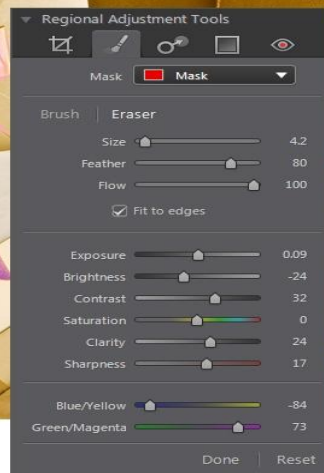 Regional Adjustment Tools
Mask Mask
Brush Eraser
Size 4.2
Feather 80
Flow 100
Fit to edges
Exposure 0.09
Brightness -24
Contrast 32
Saturation 0
Clarity 24
Sharpness 17
Blue/Yellow -84
Green/Magenta 73
Done Reset